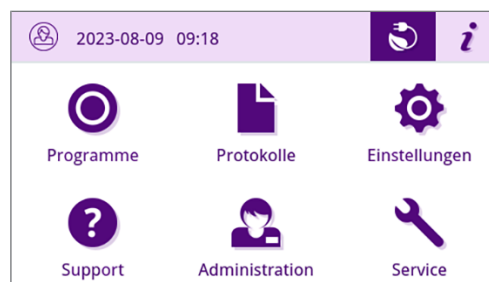 2023-08-09 09:18 i
Programme Protokolle Einstellungen
?
Support Administration Service